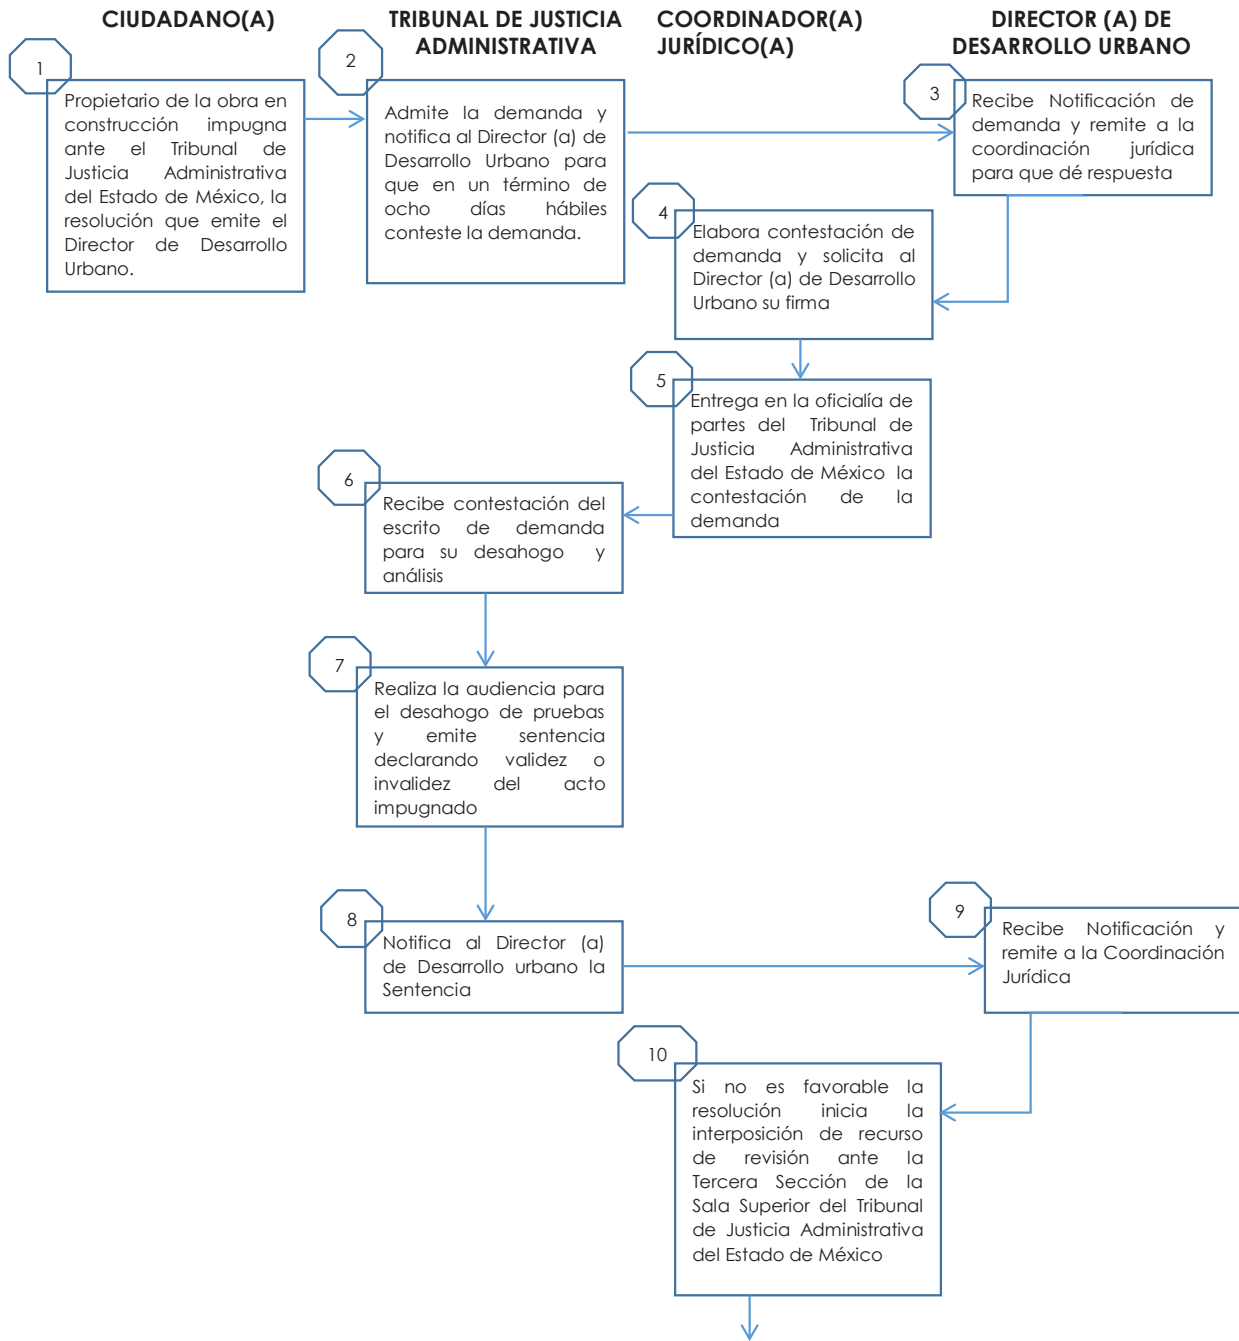 CIUDADANO(A)
TRIBUNAL DE JUSTICIA
ADMINISTRATIVA
COORDINADOR(A)
JURÍDICO(A)
DIRECTOR (A) DE
DESARROLLO URBANO
1
Propietario de la obra en
construcción impugna
ante el Tribunal de
Justicia Administrativa
del Estado de México, la
resolución que emite el
Director de Desarrollo
Urbano.
2
Admite la demanda y
notifica al Director (a) de
Desarrollo Urbano para
que en un término de
ocho días hábiles
conteste la demanda.
3
Recibe Notificación de
demanda y remite a la
coordinación jurídica
para que dé respuesta
4
Elabora contestación de
demanda y solicita al
Director (a) de Desarrollo
Urbano su firma
5
Entrega en la oficialía de
partes del Tribunal de
Justicia Administrativa
del Estado de México la
contestación de la
demanda
6
Recibe contestación del
escrito de demanda
para su desahogo y
análisis
7
Realiza la audiencia para
el desahogo de pruebas
y emite sentencia
declarando validez o
invalidez del acto
impugnado
8
Notifica al Director (a)
de Desarrollo urbano la
Sentencia
9
Recibe Notificación y
remite a la Coordinación
Jurídica
10
Si no es favorable la
resolución inicia la
interposición de recurso
de revisión ante la
Tercera Sección de la
Sala Superior del Tribunal
de Justicia Administrativa
del Estado de México